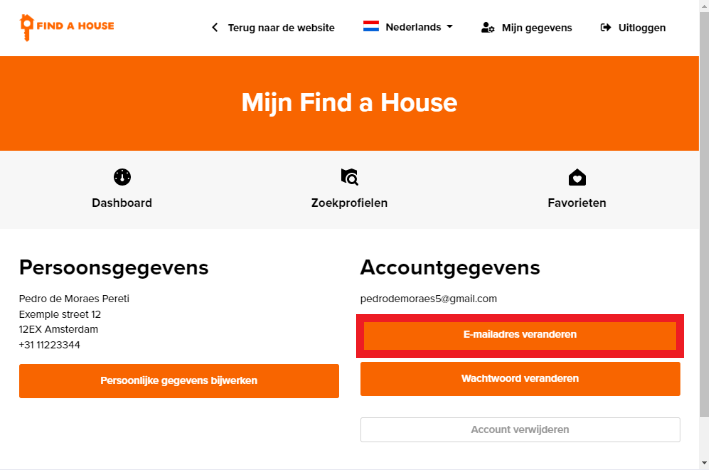 FIND A HOUSE
Terug naar de website
Nederlands
Mijn gegevens
Uitloggen
Mijn Find a House
Dashboard
Zoekprofielen
Favorieten
Persoonsgegevens
Pedro de Moraes Pereti
Exemple street 12
12EX Amsterdam
+31 11223344
Persoonlijke gegevens bijwerken
Accountgegevens
pedrodemoraes5@gmail.com
E-mailadres veranderen
Wachtwoord veranderen
Account verwijderen